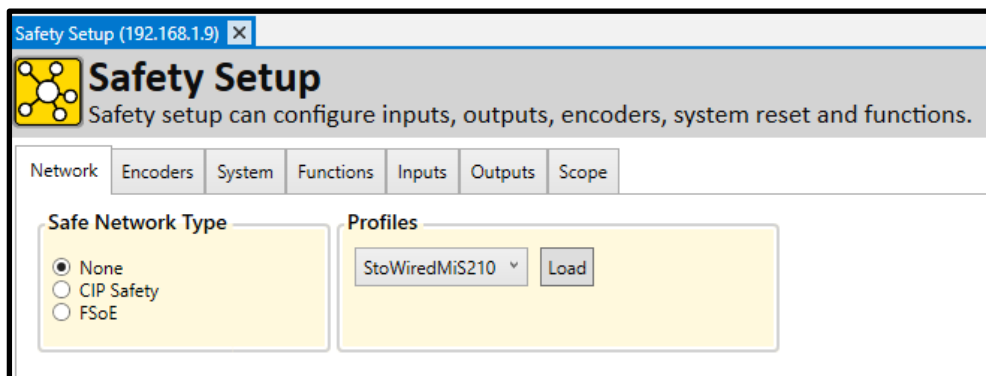 Safety Setup (192.168.1.9)
Safety Setup
Safety setup can configure inputs, outputs, encoders, system reset and functions.
Network Encoders System Functions Inputs Outputs Scope
Safe Network Type Profiles
None StoWiredMiS210 Load
CIP Safety
FSoE